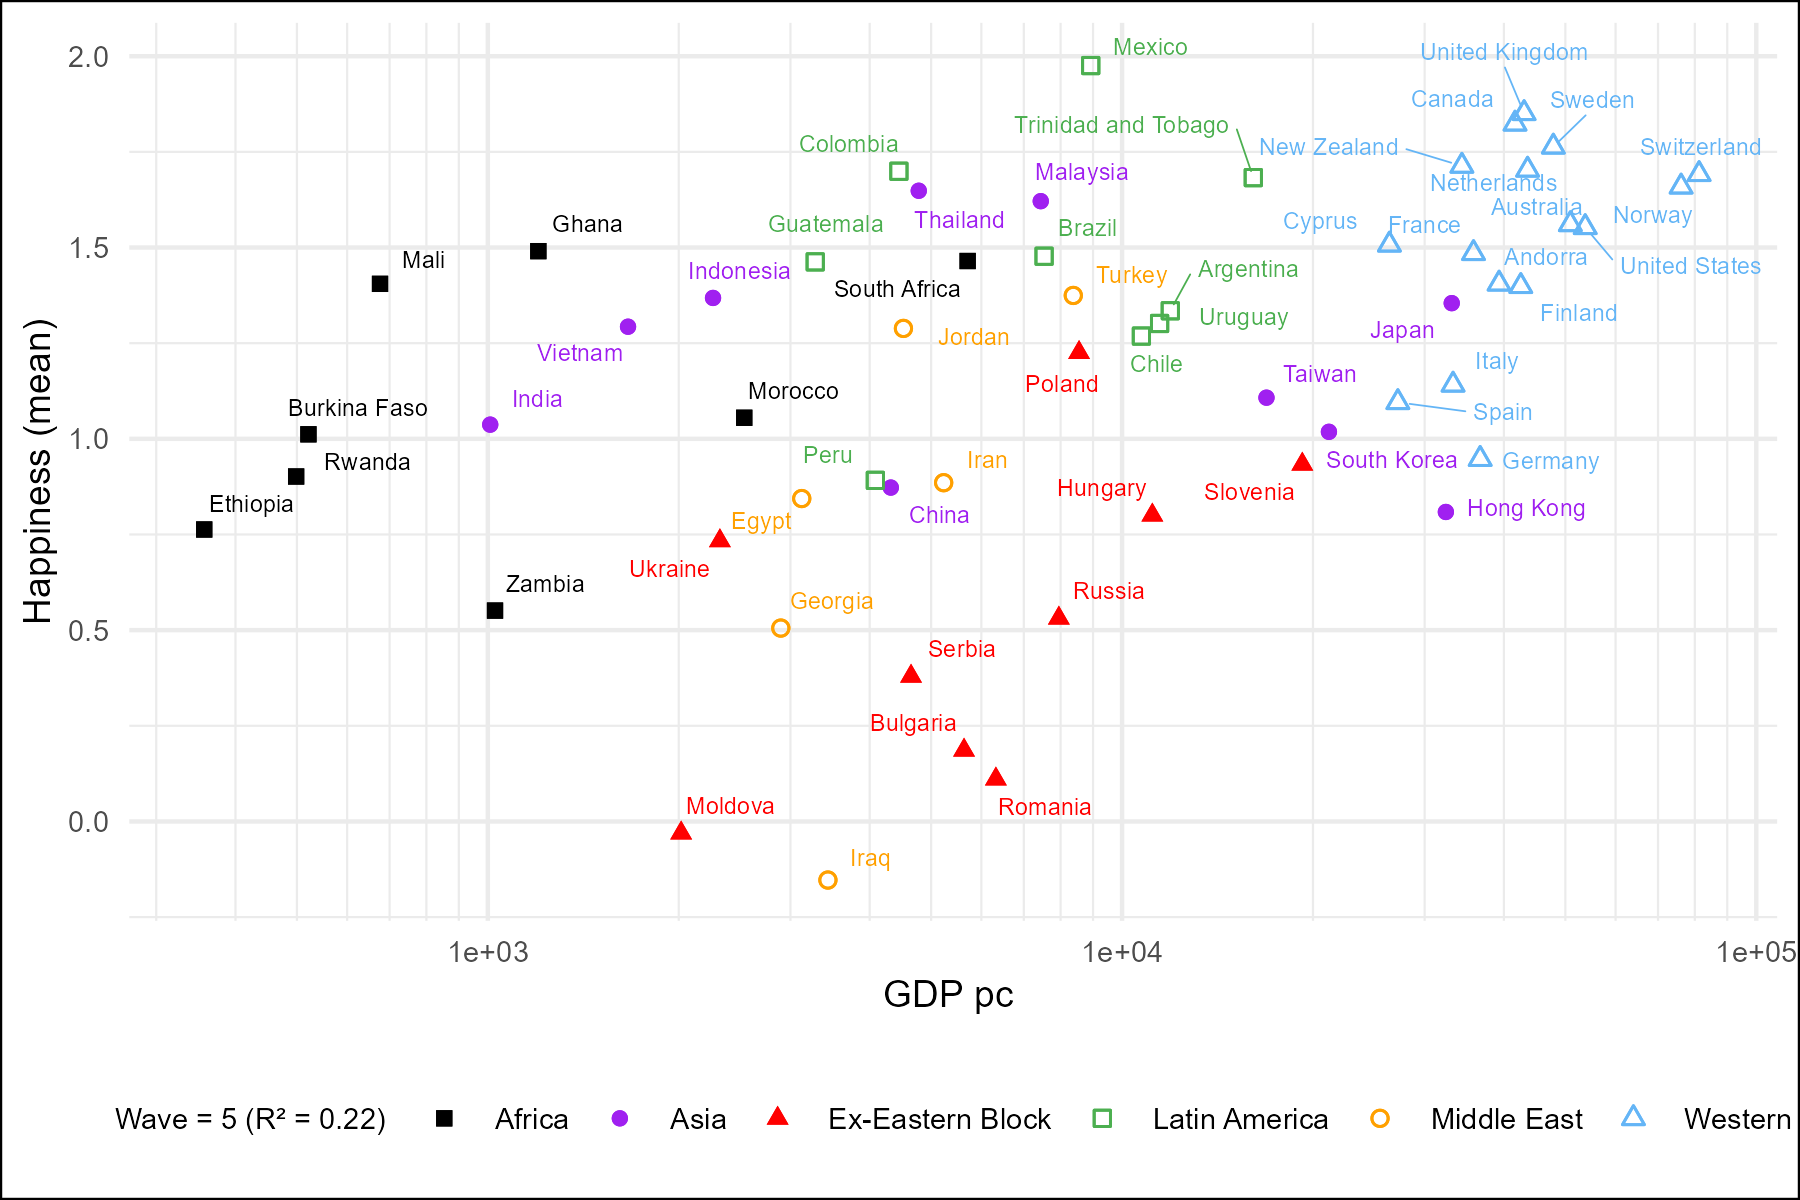 2.0
1.5
1.0
0.5
0.0
Happiness (mean)
Mexico
United Kingdom
Canada
Sweden
Trinidad and Tobago
Colombia
New Zealand
Switzerland
Malaysia
Netherlands
Australia
Thailand
Ghana
Guatemala
Brazil
Cyprus
France
Norway
Mali
Indonesia
South Africa
Turkey
Argentina
Andorra
United States
Vietnam
Jordan
Uruguay
Japan
Finland
Poland
Chile
Taiwan
Italy
India
Morocco
Burkina Faso
Spain
Rwanda
Peru
Iran
South Korea
Germany
Ethiopia
Hungary
Slovenia
Egypt
China
Hong Kong
Ukraine
Zambia
Georgia
Russia
Serbia
Bulgaria
Moldova
Romania
Iraq
1e+03 1e+04 1e+05
GDP pc
Wave = 5 (R² = 0.22) Africa Asia Ex-Eastern Block Latin America Middle East Western